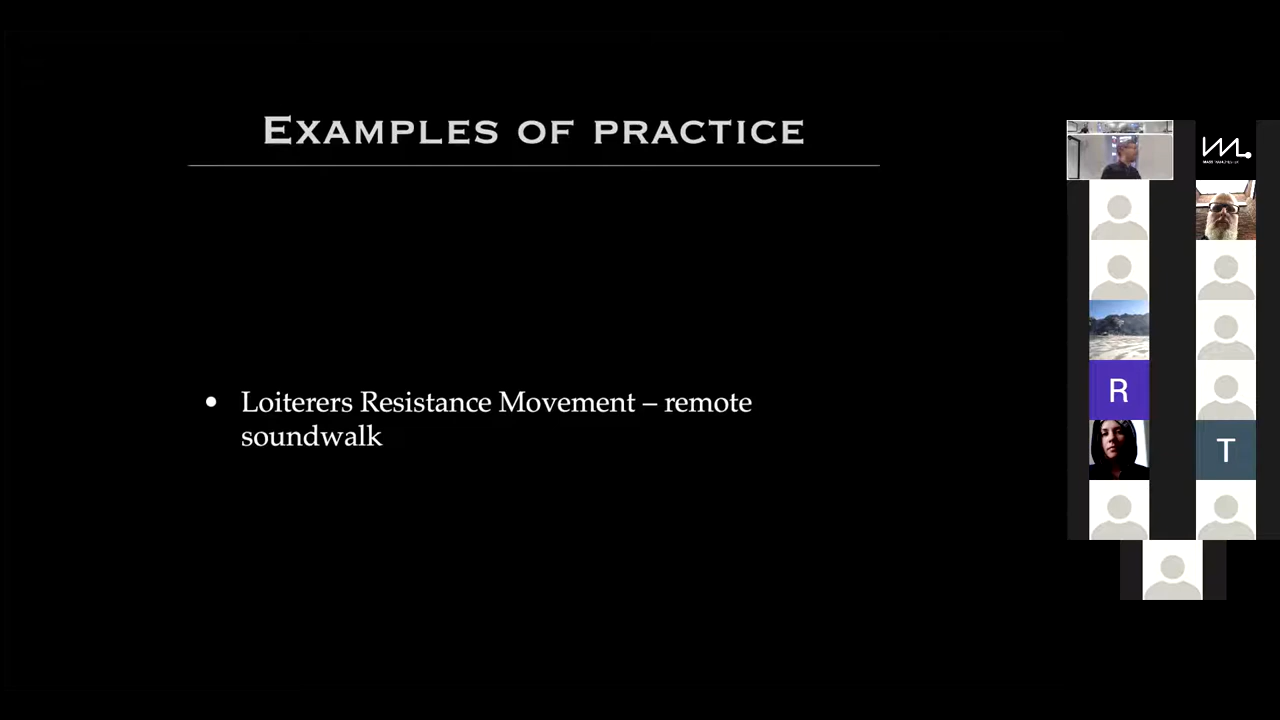 EXAMPLES OF PRACTICE
• Loiterers Resistance Movement – remote
soundwalk
R
T